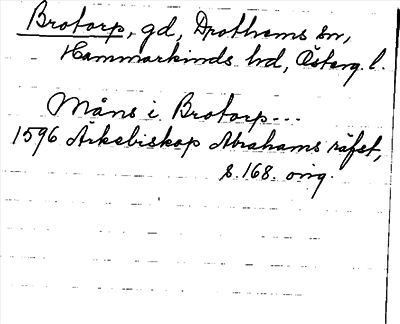 Brotorp, gd, Drothems sn,
Hammarkinds hd, Österg. l.
Måns i Brotorp---
1596 Ärkebiskop Abrahams räfst,
s. 168. orig.